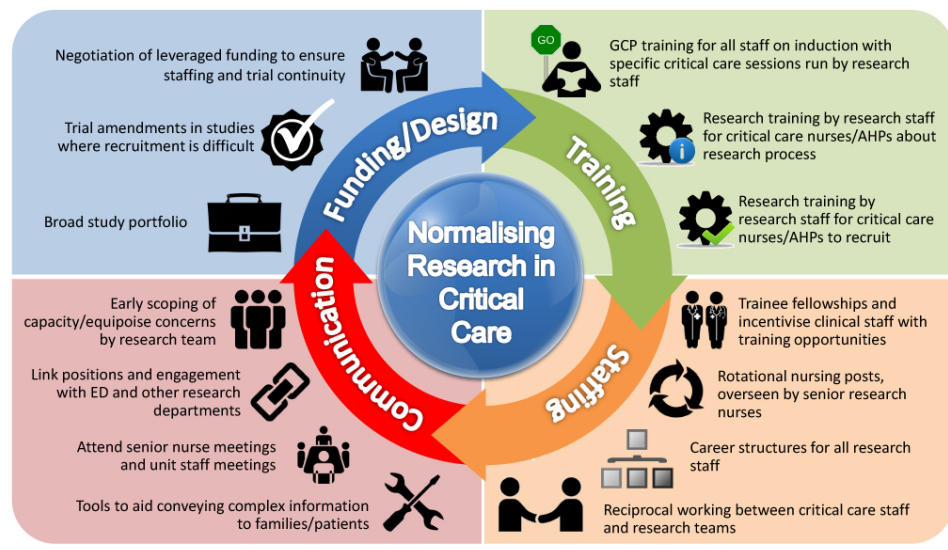 Negotiation of leveraged funding to ensure
staffing and trial continuity
Trial amendments in studies
where recruitment is difficult
Broad study portfolio
Funding/Design
GO
GCP training for all staff on induction with
specific critical care sessions run by research
staff
Research training by research staff
for critical care nurses/AHPs about
research process
i
Research training by
research staff for critical care
nurses/AHPs to recruit
Training
Normalising
Research in
Critical
Care
Early scoping of
capacity/equipoise concerns
by research team
Link positions and engagement
with ED and other research
departments
Attend senior nurse meetings
and unit staff meetings
Tools to aid conveying complex information
to families/patients
Communication
Staffing
Trainee fellowships and
incentivise clinical staff with
training opportunities
Rotational nursing posts,
overseen by senior research
nurses
Career structures for all research
staff
Reciprocal working between critical care staff
and research teams